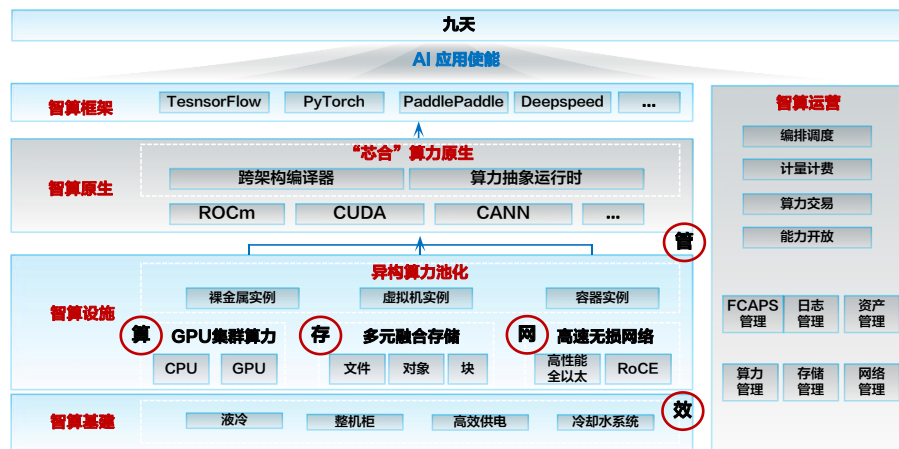 九天
AI 应用使能
智算框架
TesnsorFlow
PyTorch
PaddlePaddle
Deepspeed
...
智算原生
“芯合”算力原生
跨架构编译器
算力抽象运行时
ROCm
CUDA
CANN
...
管
智算设施
异构算力池化
裸金属实例
虚拟机实例
容器实例
算
GPU集群算力
CPU
GPU
存
多元融合存储
文件
对象
块
网
高速无损网络
高性能
全以太
RoCE
智算基建
液冷
整机柜
高效供电
冷却水系统
效
智算运营
编排调度
计量计费
算力交易
能力开放
FCAPS
管理
日志
管理
资产
管理
算力
管理
存储
管理
网络
管理